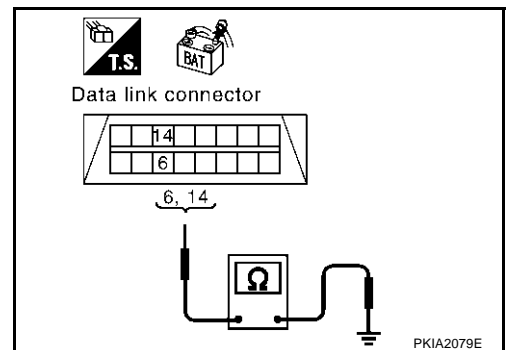 T.S.
BAT
Data link connector
14
6
6, 14
Ω
PKIA2079E